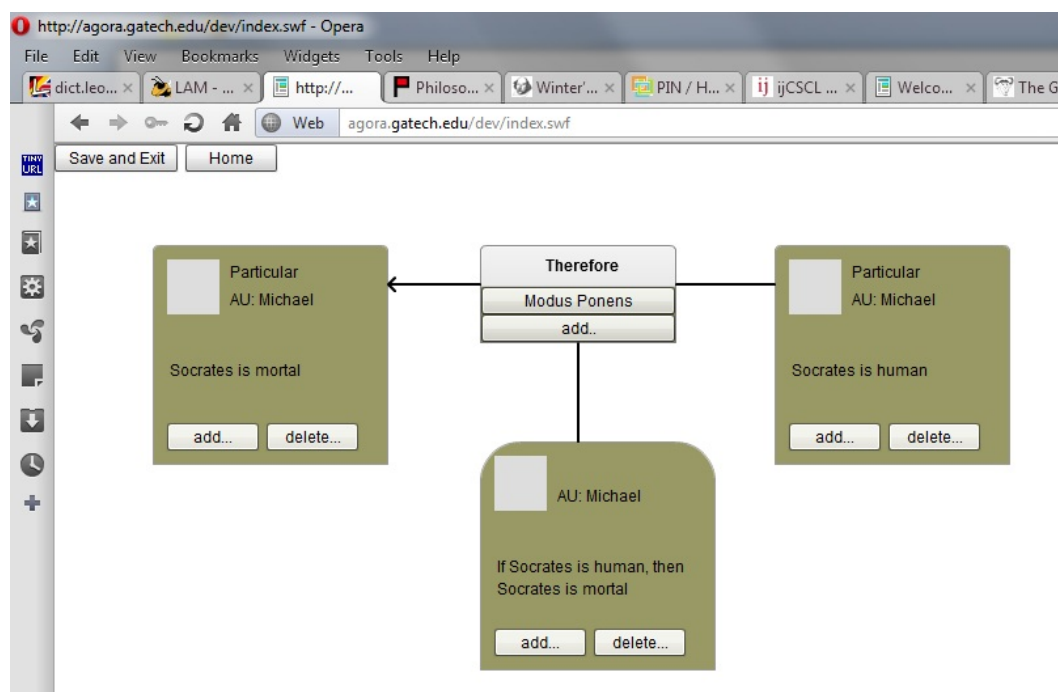 http://agora.gatech.edu/dev/index.swf - Opera
File Edit View Bookmarks Widgets Tools Help
dict.leo... LAM - ... http://... Philoso... Winter'... PIN / H... ij ijCSCL ... Welco... The G
Web agora.gatech.edu/dev/index.swf
TINY
URL
Save and Exit Home
Particular
AU: Michael
Socrates is mortal
add... delete...
Therefore
Modus Ponens
add..
Particular
AU: Michael
Socrates is human
add... delete...
AU: Michael
If Socrates is human, then
Socrates is mortal
add... delete...